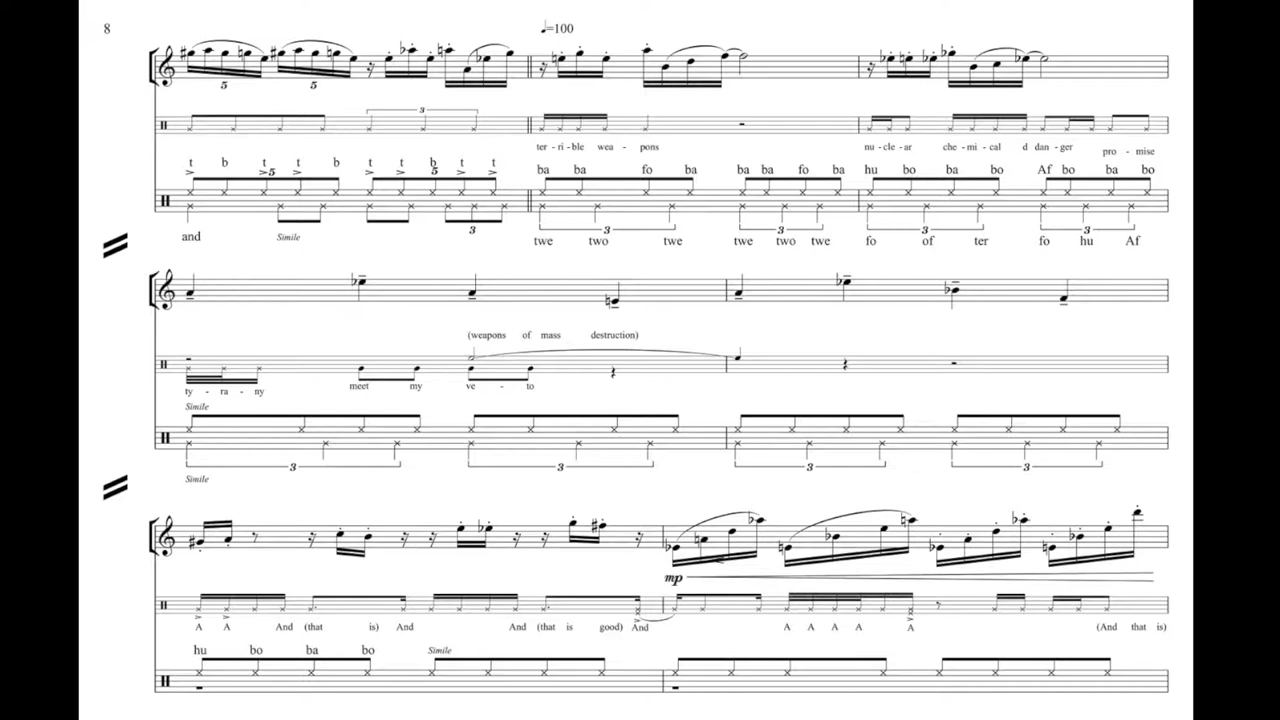 8
♩=100
5 5
3
ter - ri - ble wea - pons nu - cle - ar che - mi - cal d dan - ger pro - mise
t b t t b t t b t t ba ba fo ba ba ba fo ba hu bo ba bo Af bo ba bo
5 5
3 3 3 3 3
and Simile twe two twe twe two twe fo of ter fo hu Af
(weapons of mass destruction)
ty - ra - ny meet my ve - to
Simile
3 3 3 3
Simile
mp
A A And (that is) And And (that is good) And A A A A A (And that is)
hu bo ba bo Simile